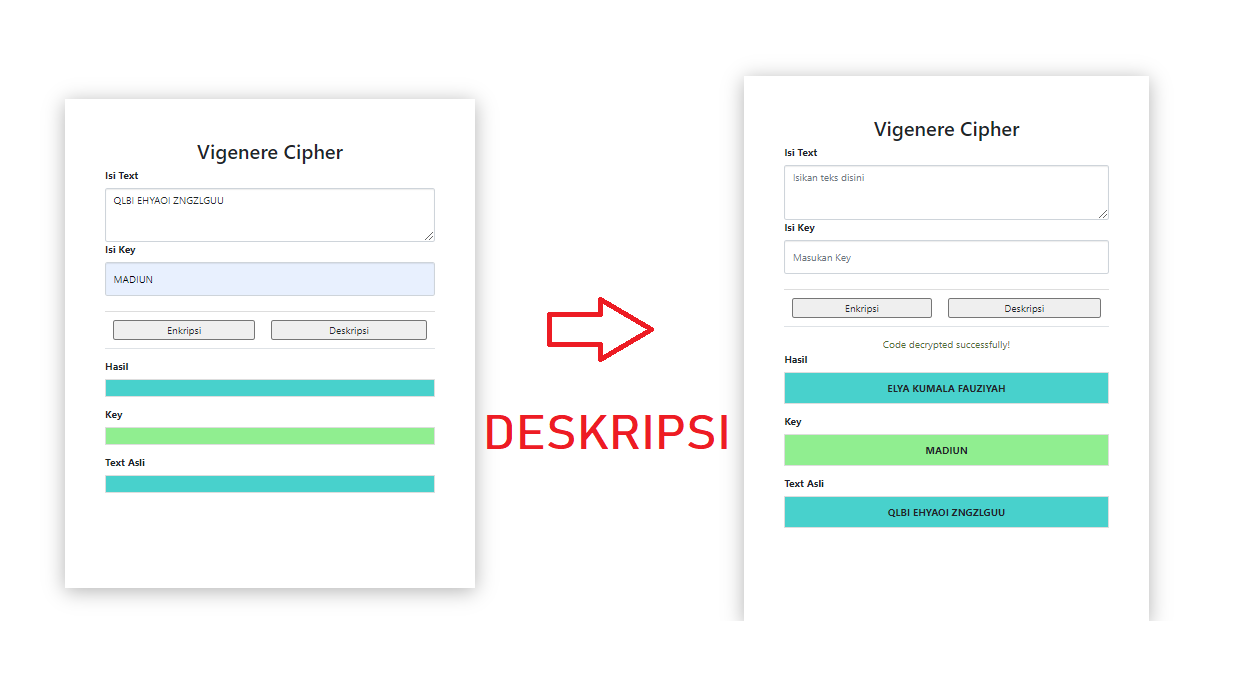 Vigenere Cipher
Isi Text
QLBI EHYAOI ZNGZLGUU
Isi Key
MADIUN
Enkripsi Deskripsi
Hasil
Key
Text Asli
DESKRIPSI
Vigenere Cipher
Isi Text
Isikan teks disini
Isi Key
Masukan Key
Enkripsi Deskripsi
Code decrypted successfully!
Hasil
ELYA KUMALA FAUZIYAH
Key
MADIUN
Text Asli
QLBI EHYAOI ZNGZLGUU